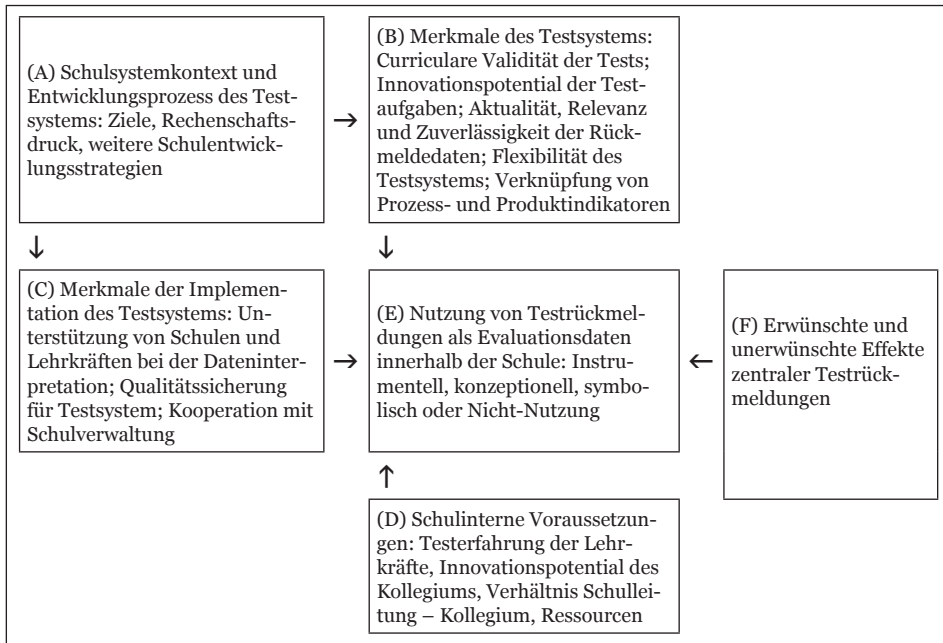 (A) Schulsystemkontext und
Entwicklungsprozess des Test-
systems: Ziele, Rechenschafts-
druck, weitere Schulentwick-
lungsstrategien
→
(B) Merkmale des Testsystems:
Curriculare Validität der Tests;
Innovationspotential der Test-
aufgaben; Aktualität, Relevanz
und Zuverlässigkeit der Rück-
meldedaten; Flexibilität des
Testsystems; Verknüpfung von
Prozess- und Produktindikatoren
↓
↓
(C) Merkmale der Implemen-
tation des Testsystems: Un-
terstützung von Schulen und
Lehrkräften bei der Dateninter-
pretation; Qualitätssicherung
für Testsystem; Kooperation mit
Schulverwaltung
→
(E) Nutzung von Testrückmel-
dungen als Evaluationsdaten
innerhalb der Schule: Instru-
mentell, konzeptionell, symbo-
lisch oder Nicht-Nutzung
←
(F) Erwünschte und
unerwünschte Effekte
zentraler Testrück-
meldungen
↑
(D) Schulinterne Voraussetzun-
gen: Testerfahrung der Lehr-
kräfte, Innovationspotential des
Kollegiums, Verhältnis Schullei-
tung – Kollegium, Ressourcen